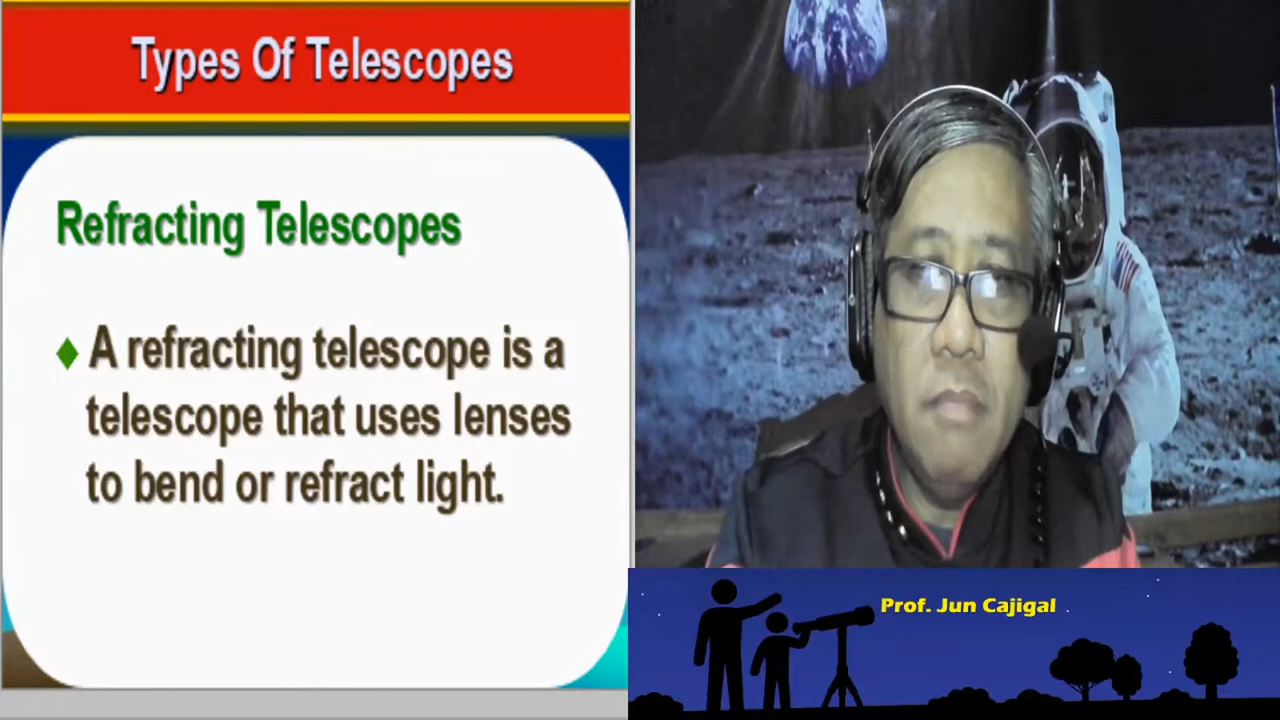 Types Of Telescopes
Refracting Telescopes
A refracting telescope is a
telescope that uses lenses
to bend or refract light.
Prof. Jun Cajigal